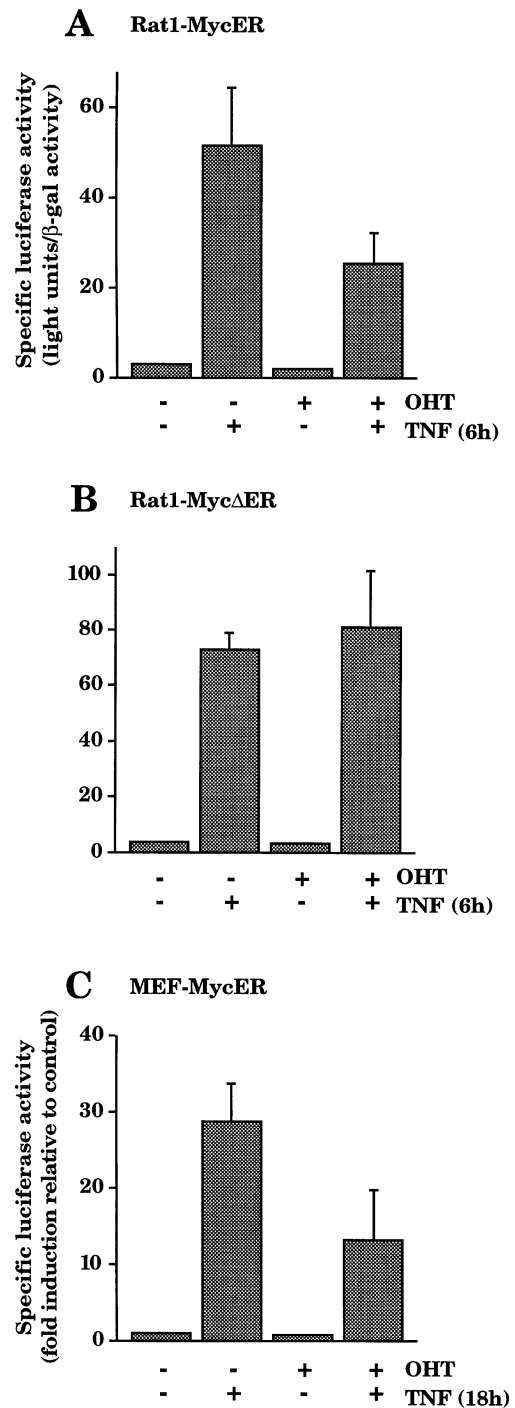 A Rat1-MycER
Specific luciferase activity
(light units/β-gal activity)
60
40
20
0
- - + + OHT
- + - + TNF (6h)
B Rat1-MycΔER
100
80
60
40
20
0
- - + + OHT
- + - + TNF (6h)
C MEF-MycER
Specific luciferase activity
(fold induction relative to control)
40
30
20
10
0
- - + + OHT
- + - + TNF (18h)